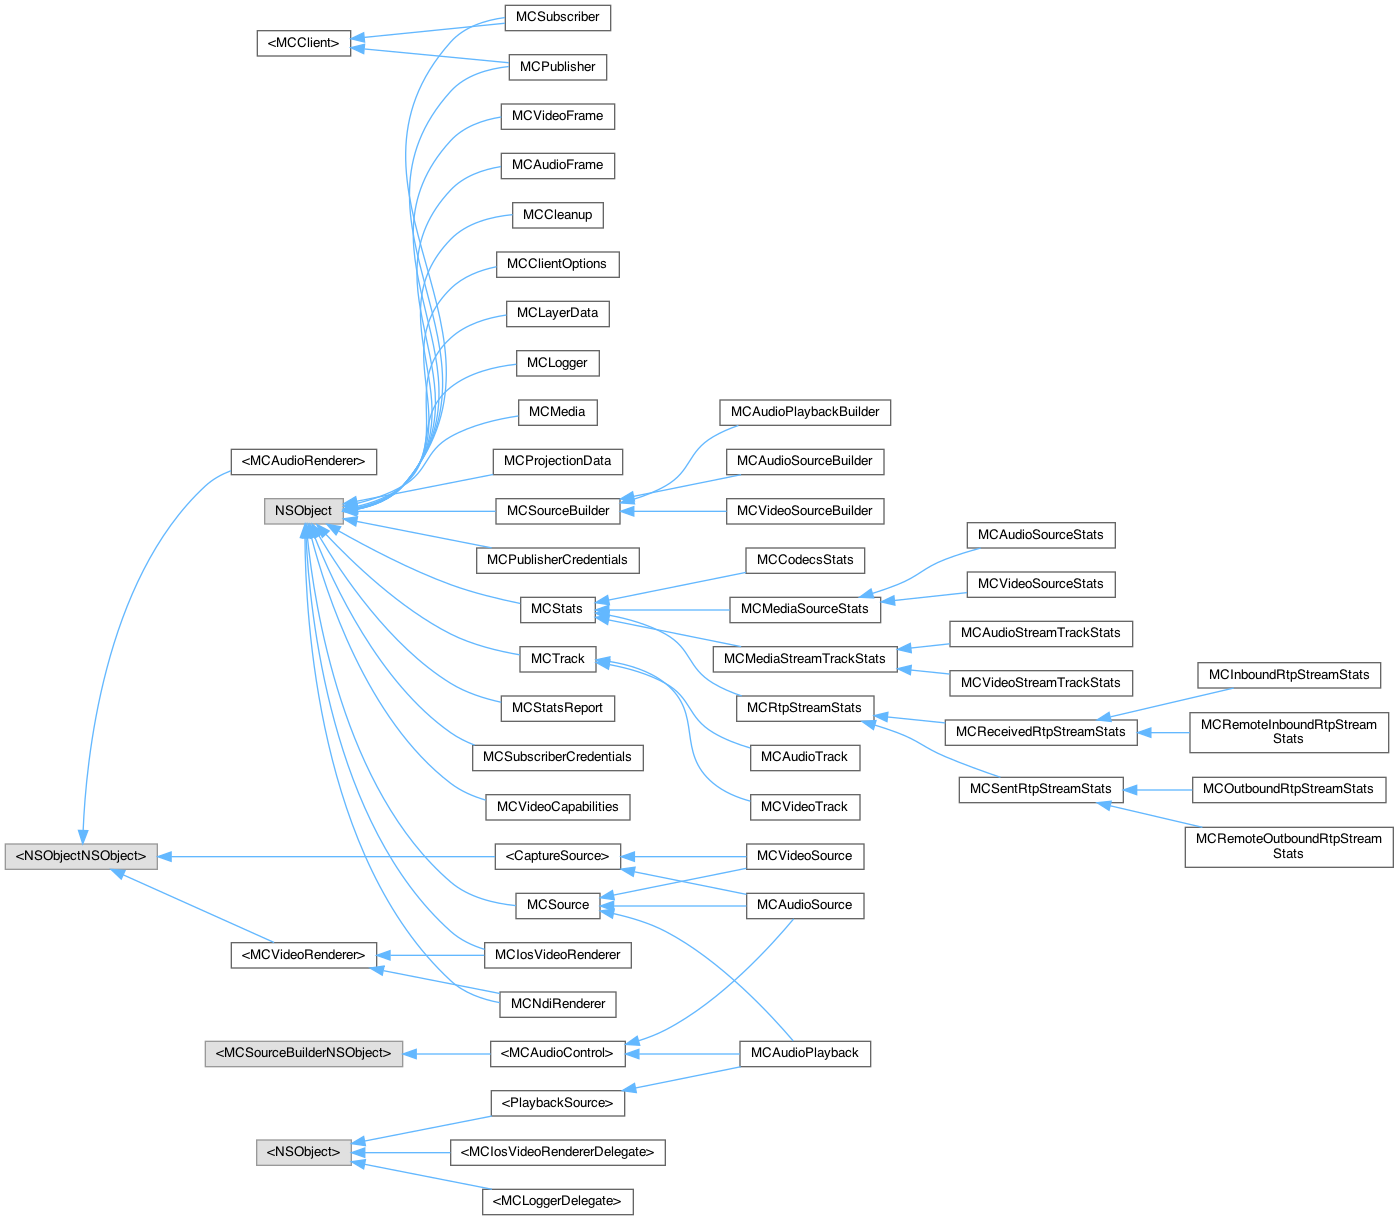 MCSubscriber
<MCClient>
MCPublisher
MCVideoFrame
MCAudioFrame
MCCleanup
MCClientOptions
MCLayerData
MCLogger
MCMedia
MCAudioPlaybackBuilder
<MCAudioRenderer>
MCProjectionData
MCAudioSourceBuilder
NSObject
MCSourceBuilder
MCVideoSourceBuilder
MCAudioSourceStats
MCPublisherCredentials
MCCodecsStats
MCVideoSourceStats
MCStats
MCMediaSourceStats
MCAudioStreamTrackStats
MCTrack
MCMediaStreamTrackStats
MCInboundRtpStreamStats
MCVideoStreamTrackStats
MCStatsReport
MCRtpStreamStats
MCReceivedRtpStreamStats
MCRemoteInboundRtpStream
Stats
MCSubscriberCredentials
MCAudioTrack
MCSentRtpStreamStats
MCOutboundRtpStreamStats
MCVideoCapabilities
MCVideoTrack
MCRemoteOutboundRtpStream
Stats
<NSObjectNSObject>
<CaptureSource>
MCVideoSource
MCSource
MCAudioSource
<MCVideoRenderer>
MCIosVideoRenderer
MCNdiRenderer
<MCSourceBuilderNSObject>
<MCAudioControl>
MCAudioPlayback
<PlaybackSource>
<NSObject>
<MCIosVideoRendererDelegate>
<MCLoggerDelegate>